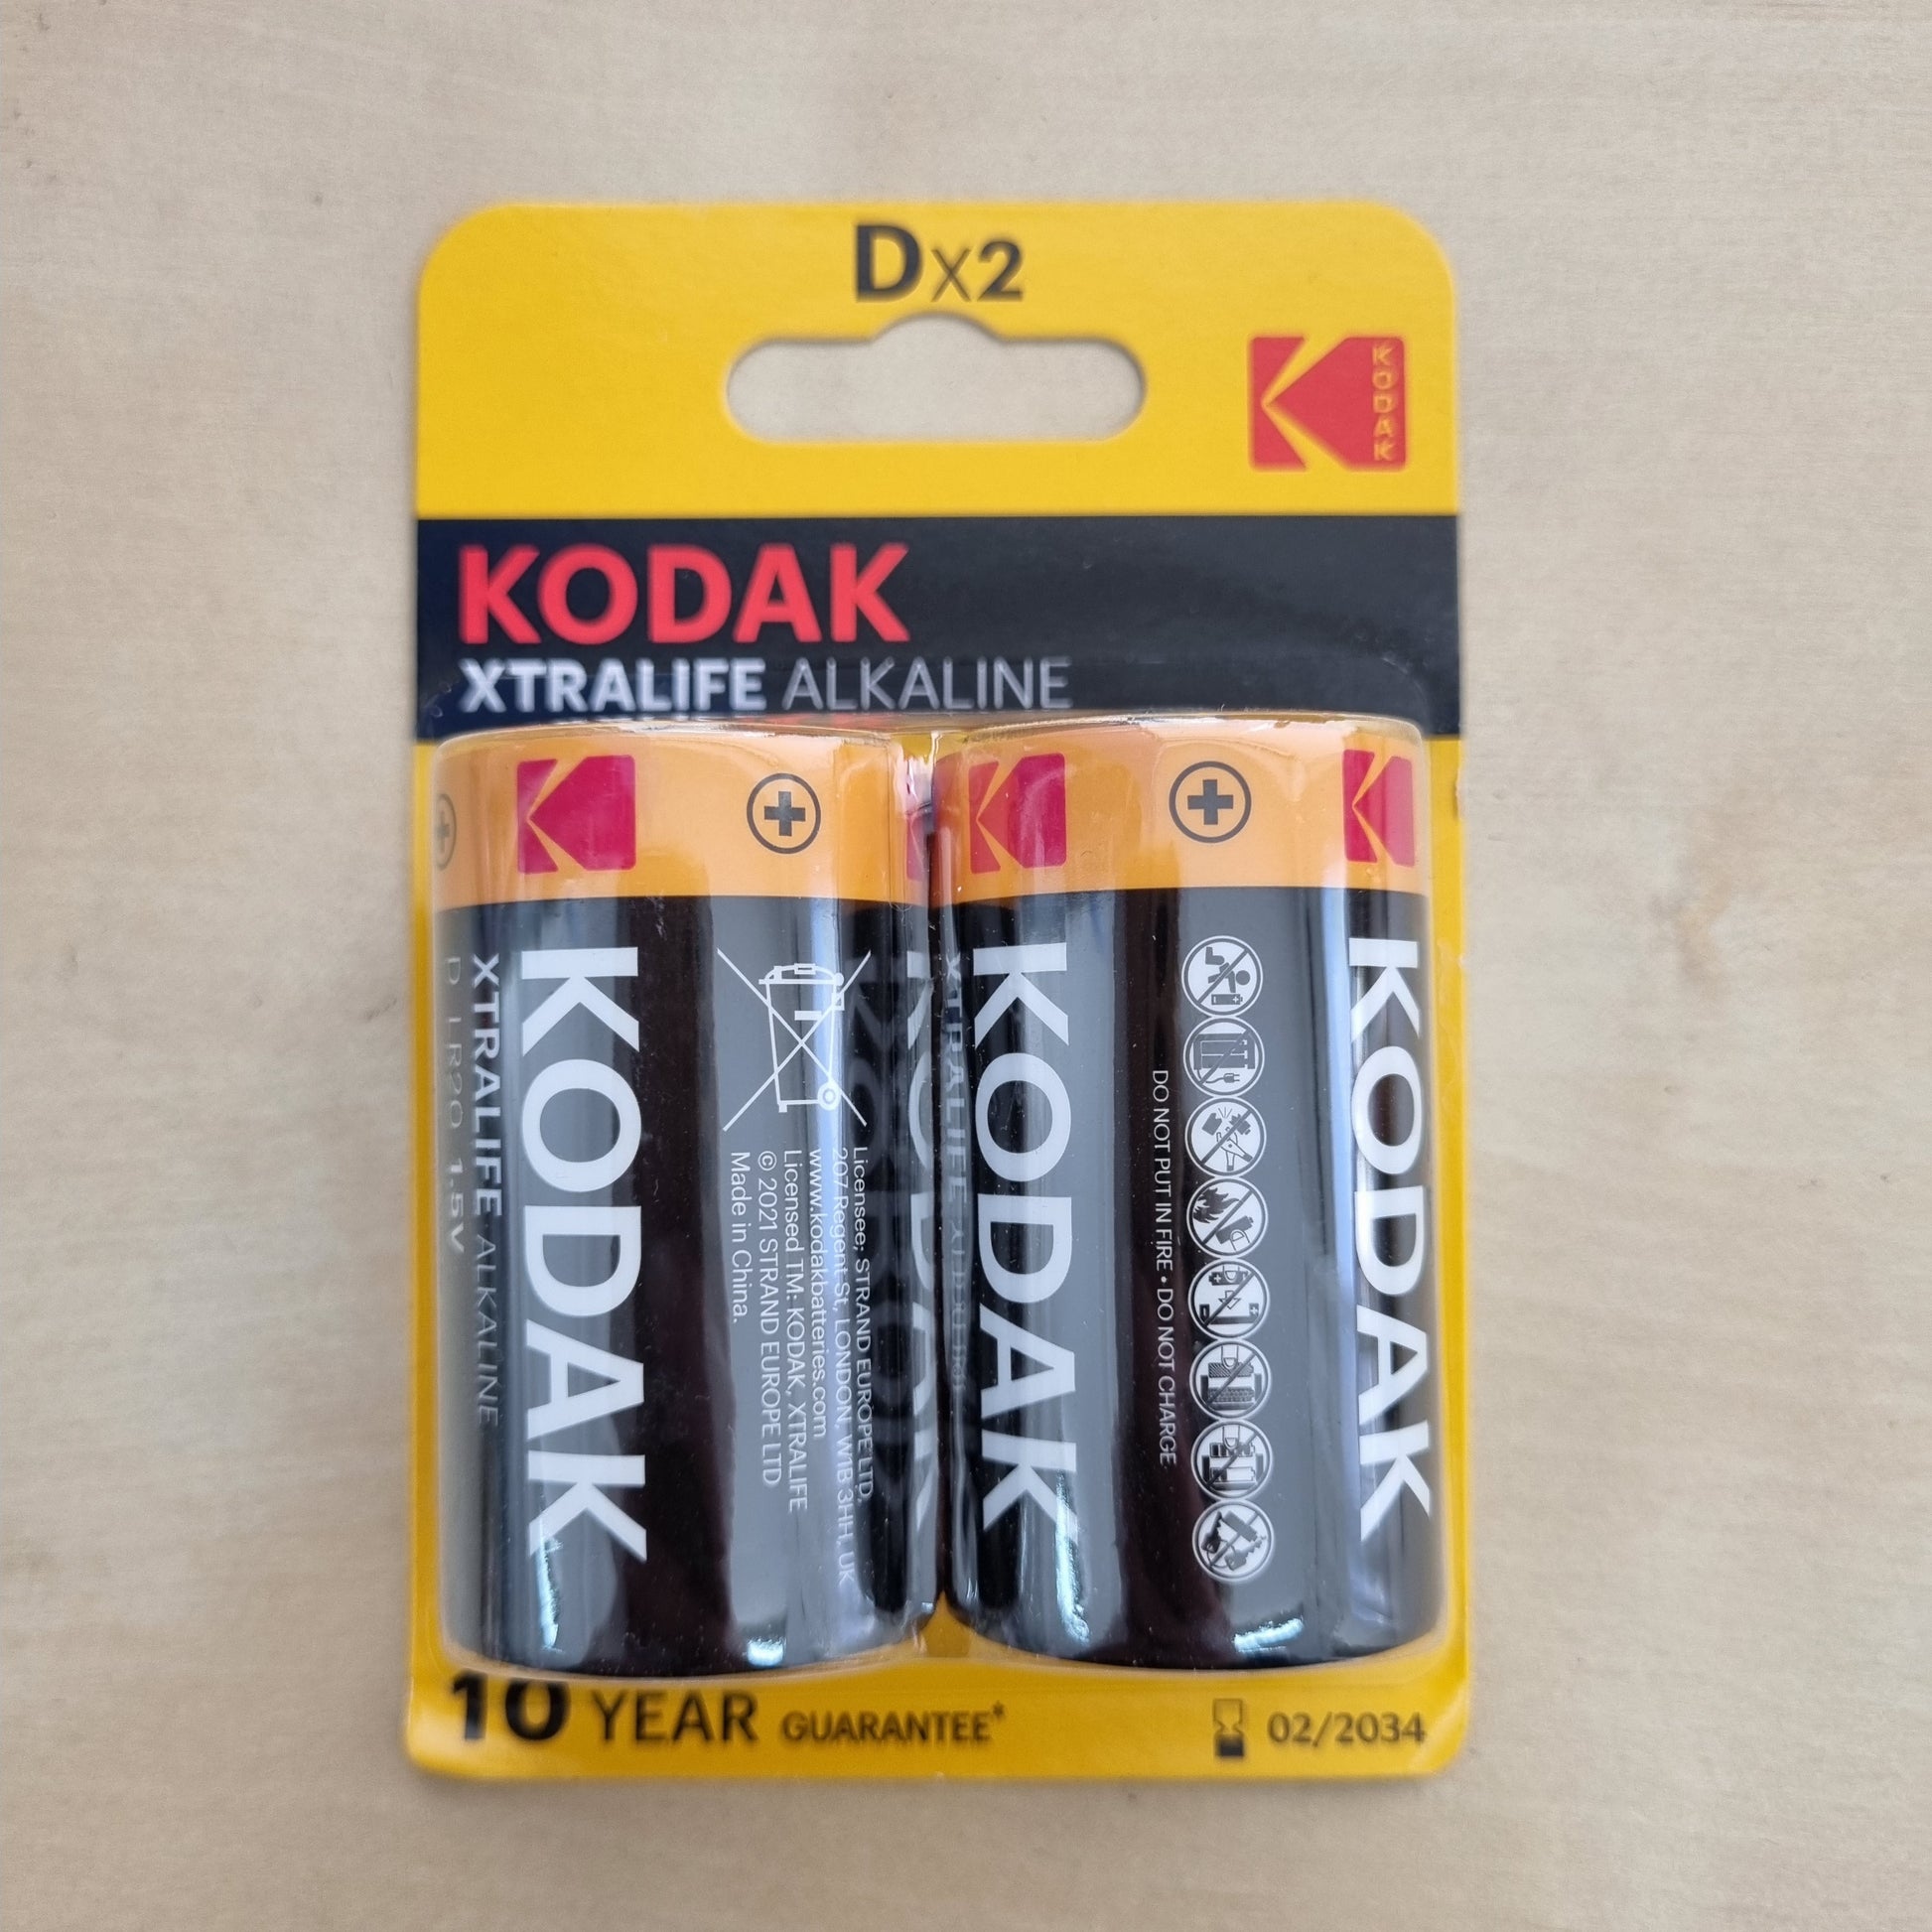 Dx2
KODAK
KODAK
XTRALIFE ALKALINE
KODAK
XTRALIFE ALKALINE
D LR20 1.5V
Licensee; STRAND EUROPE LTD,
207 Regent St, LONDON, W1B 3HH, UK
www.kodakbatteries.com
Licensed TM: KODAK, XTRALIFE
© 2021 STRAND EUROPE LTD
Made in China.
KODAK
XTRALIFE
DO NOT PUT IN FIRE • DO NOT CHARGE
KODAK
10 YEAR GUARANTEE*
02/2034